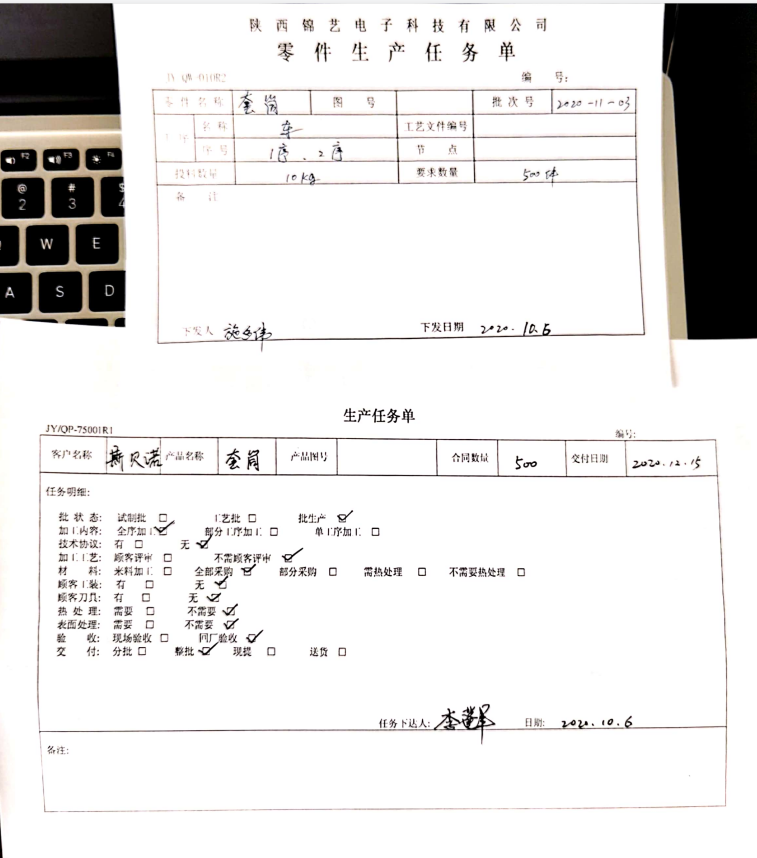 陕西锦艺电子科技有限公司
零件生产任务单
JY-QW-010R2 编 号:
零件名称 套筒 图 号 批次号 2020-11-03
工序 名称 车 工艺文件编号
序号 1序、2序 节 点
投料数量 10kg 要求数量 500件
备 注
下发人 下发日期 2020.10.6
生产任务单
JY/QP-75001R1 编号:
客户名称 斯贝诺 产品名称 套筒 产品图号 合同数量 500 交付日期 2020.12.15
任务明细:
批 状 态: 试制批 □ 工艺批 □ 批生产 ☑
加工内容: 全序加工 ☑ 部分工序加工 □ 单工序加工 □
技术协议: 有 □ 无 ☑
加工工艺: 顾客评审 □ 不需顾客评审 ☑
材 料: 来料加工 □ 全部采购 ☑ 部分采购 □ 需热处理 □ 不需要热处理 □
顾客工装: 有 □ 无 ☑
顾客刀具: 有 □ 无 ☑
热 处 理: 需要 □ 不需要 ☑
表面处理: 需要 □ 不需要 ☑
验 收: 现场验收 □ 回厂验收 ☑
交 付: 分批 □ 整批 ☑ 现提 □ 送货 □
任务下达人: 日期: 2020.10.6
备注:
F2
F3
F4
@
2
#
3
$
4
W
E
A
S
D